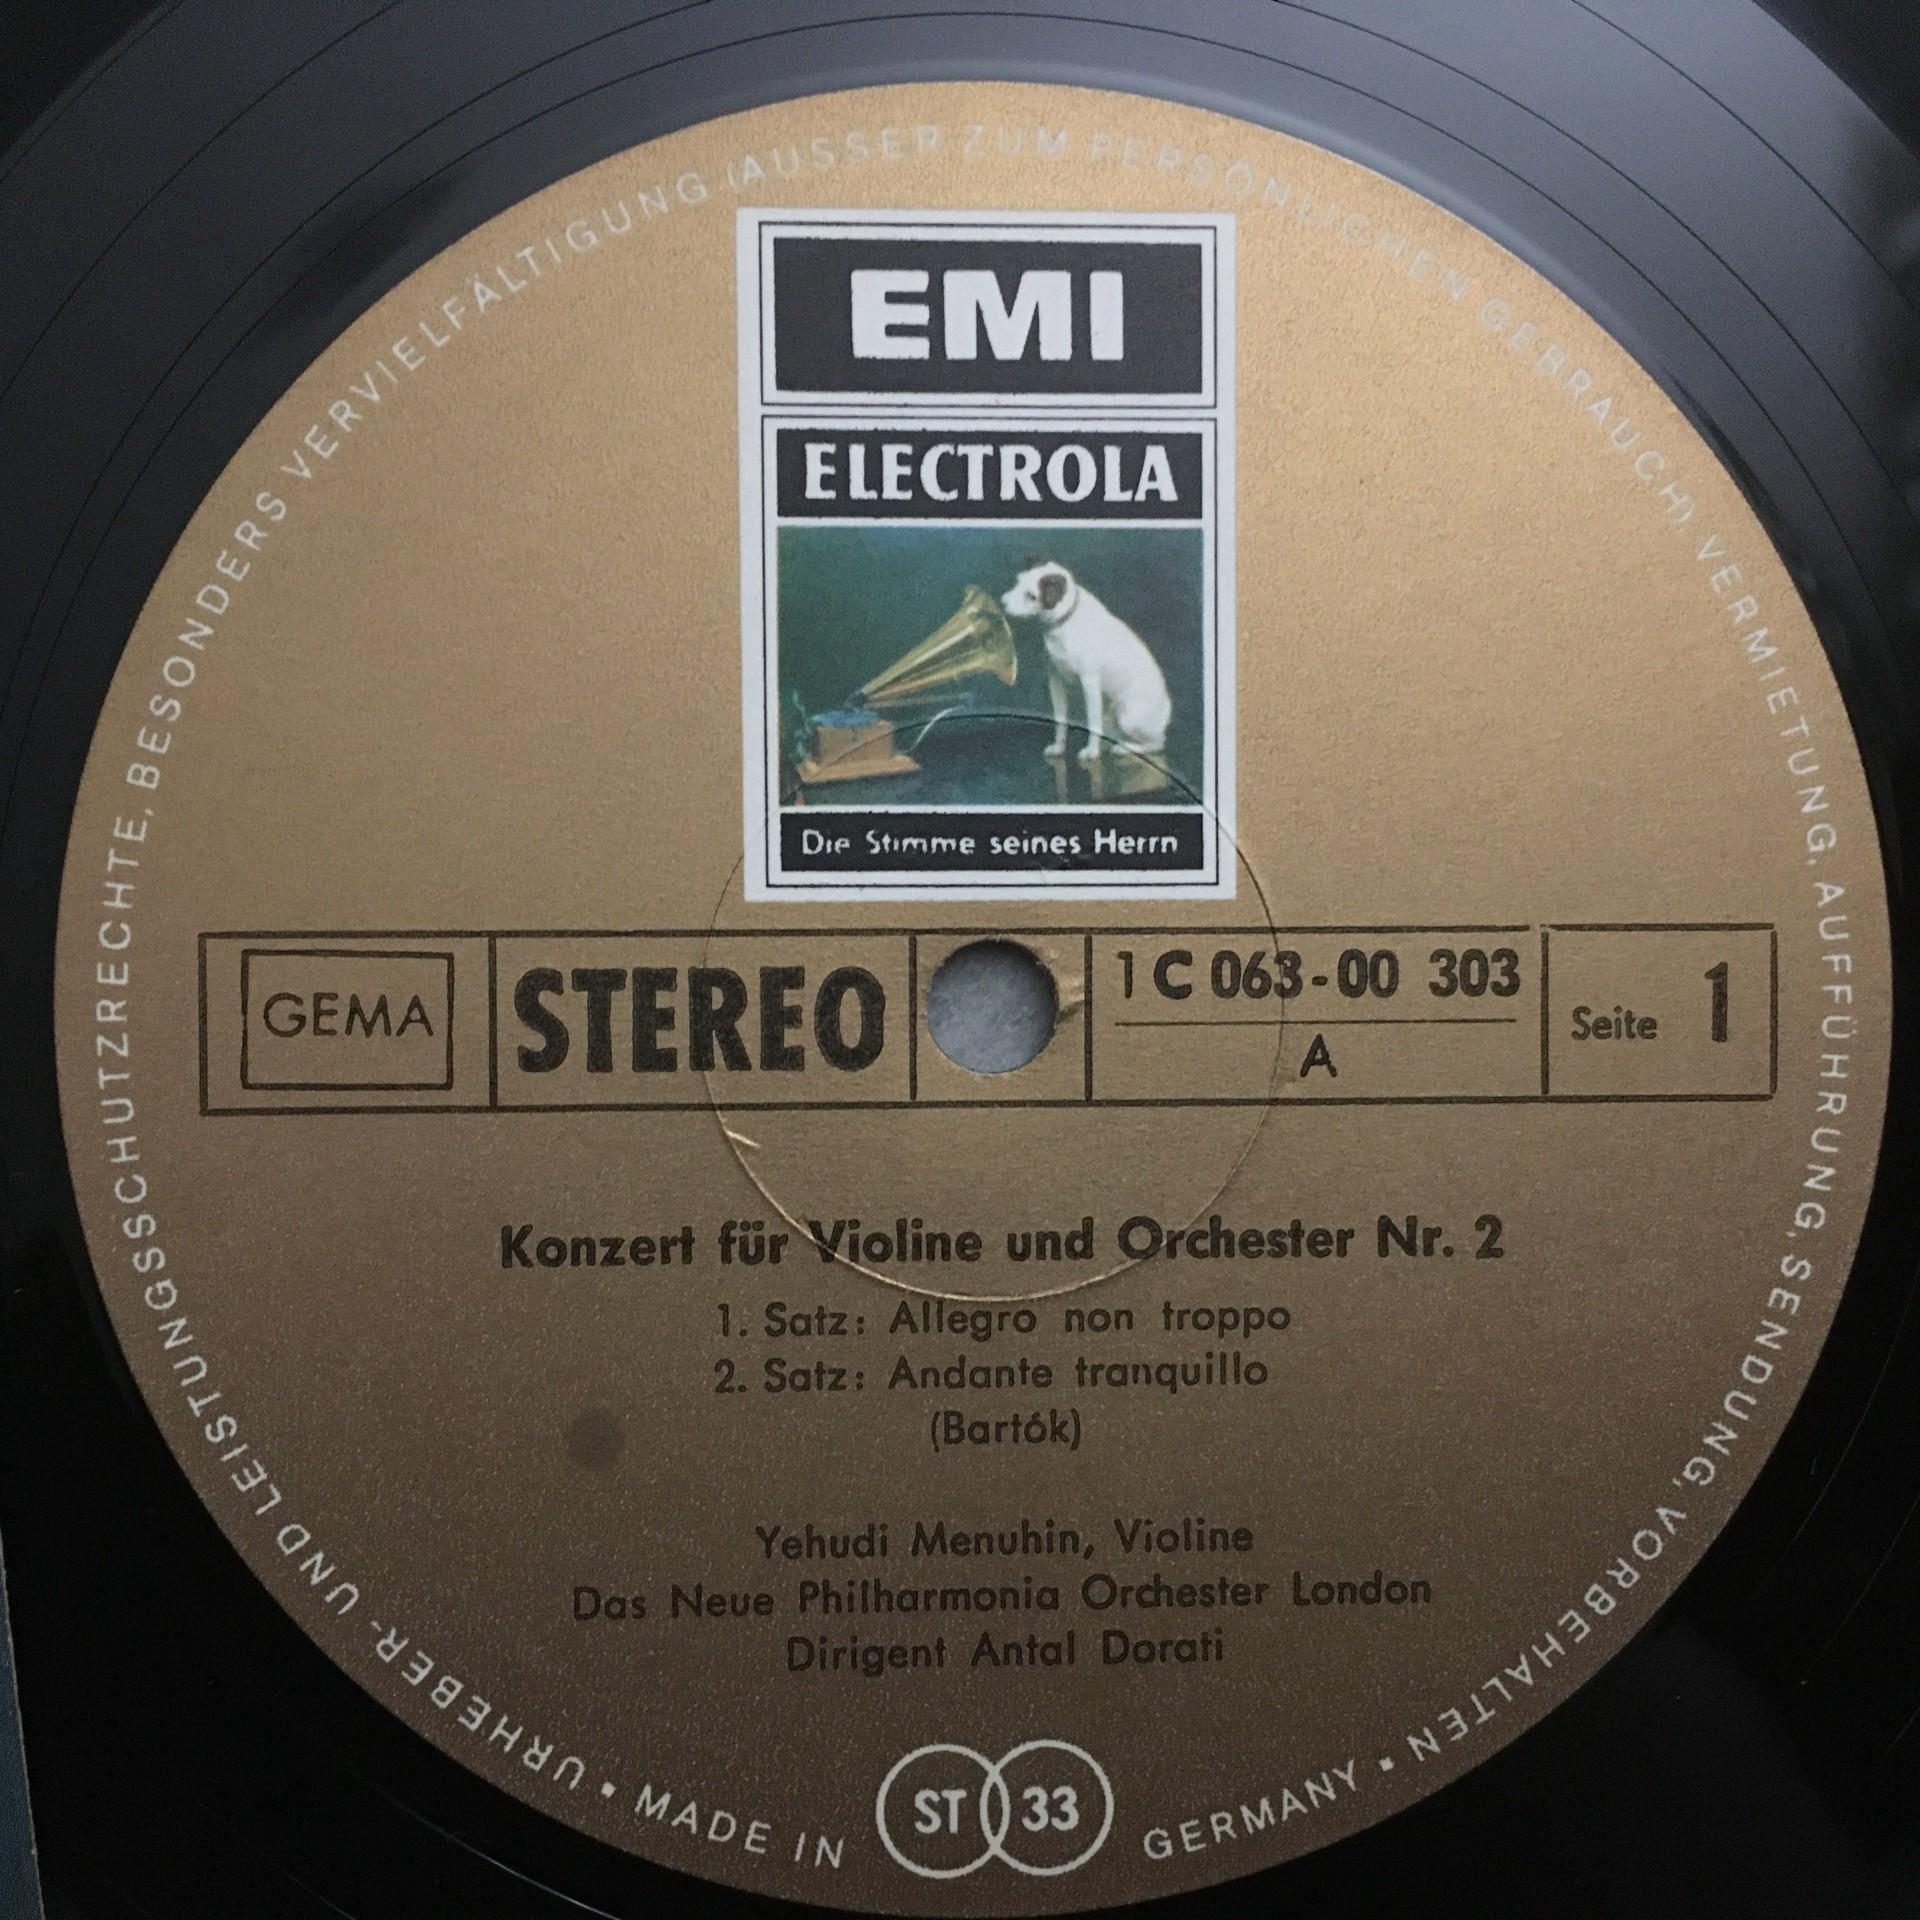 URHEBER- UND LEISTUNGSSCHUTZRECHTE, BESONDERS VERVIELFÄLTIGUNG (AUSSER ZUM PERSÖNLICHEN GEBRAUCH), VERMIETUNG, AUFFÜHRUNG, SENDUNG, VORBEHALTEN
EMI
ELECTROLA
Die Stimme seines Herrn
GEMA
STEREO
1 C 063-00 303
A
Seite 1
Konzert für Violine und Orchester Nr. 2
1. Satz: Allegro non troppo
2. Satz: Andante tranquillo
(Bartók)
Yehudi Menuhin, Violine
Das Neue Philharmonia Orchester London
Dirigent Antal Dorati
ST 33
• MADE IN GERMANY •